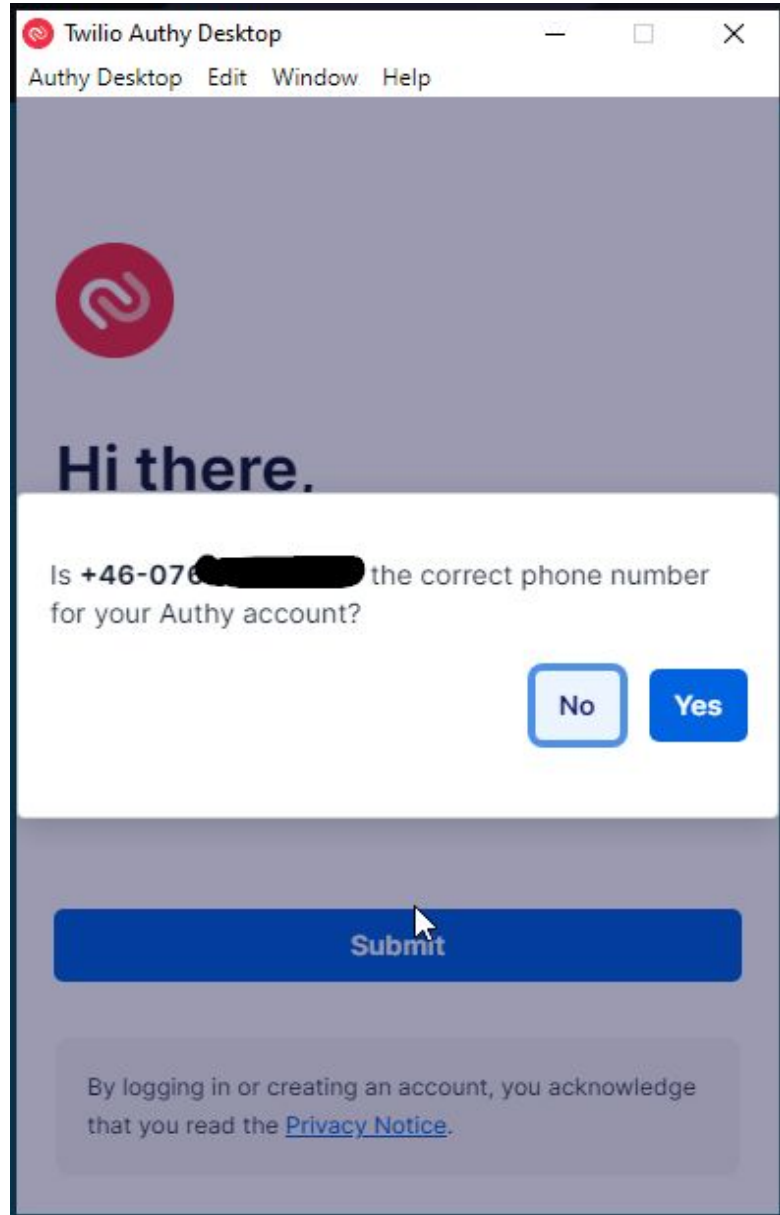 Twilio Authy Desktop
Authy Desktop Edit Window Help
Hi there,
Is +46-076 the correct phone number
for your Authy account?
No Yes
Submit
By logging in or creating an account, you acknowledge
that you read the Privacy Notice.